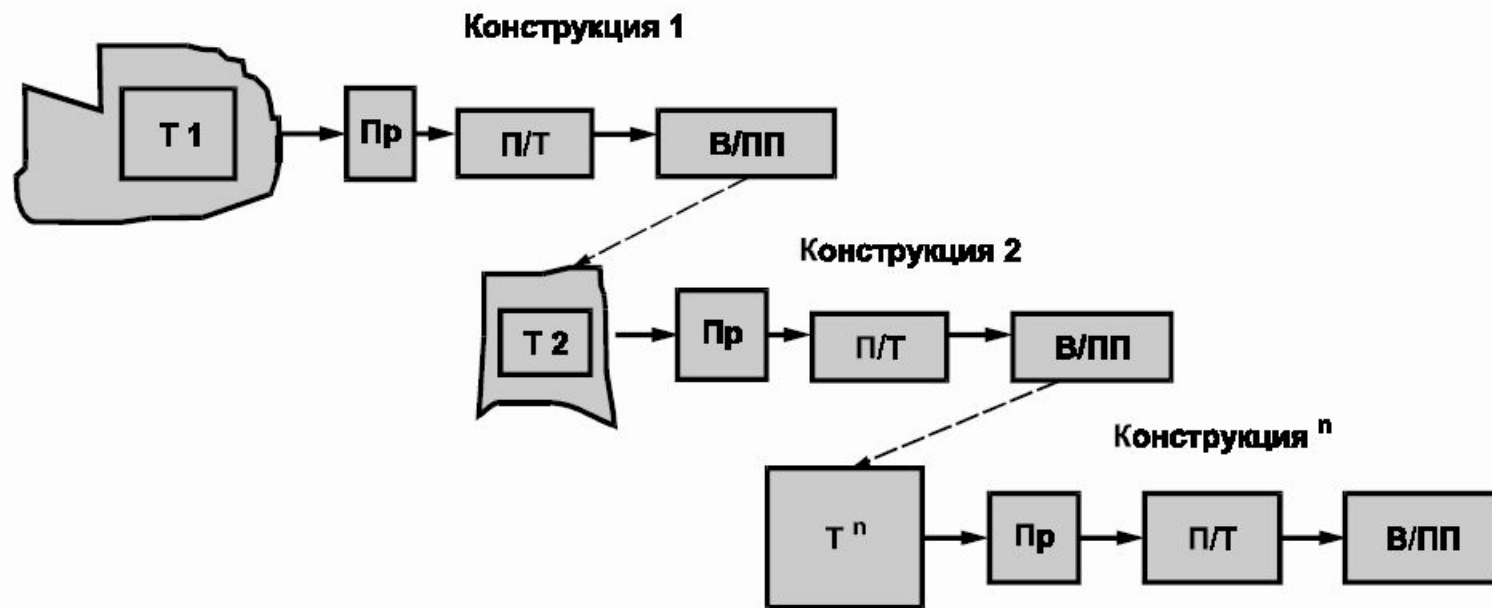 Конструкция 1
Т 1
Пр
П/Т
В/ПП
Конструкция 2
Т 2
Пр
П/Т
В/ПП
Конструкция n
Т n
Пр
П/Т
В/ПП